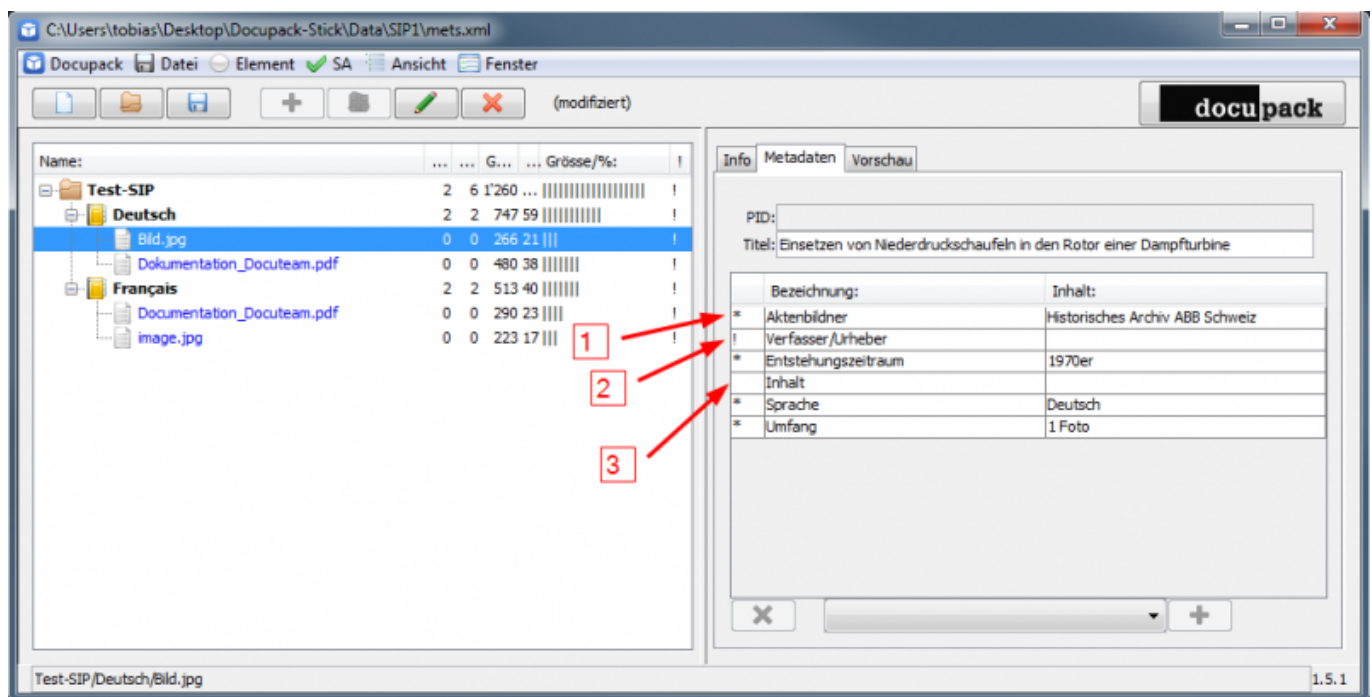 C:\Users\tobias\Desktop\Docupack-Stick\Data\SIP1\mets.xml
Docupack Datei Element SA Ansicht Fenster
(modifiziert)
docupack
Name: ... ... G... ... Grösse/%: !
Test-SIP 2 6 1'260 ... !
Deutsch 2 2 747 59 !
Bild.jpg 0 0 266 21 !
Dokumentation_Docuteam.pdf 0 0 480 38 !
Français 2 2 513 40 !
Documentation_Docuteam.pdf 0 0 290 23 !
image.jpg 0 0 223 17 !
1
2
3
Info Metadaten Vorschau
PID:
Titel: Einsetzen von Niederdruckschaufeln in den Rotor einer Dampfturbine
Bezeichnung: Inhalt:
* Aktenbildner Historisches Archiv ABB Schweiz
! Verfasser/Urheber
* Entstehungszeitraum 1970er
Inhalt
* Sprache Deutsch
* Umfang 1 Foto
Test-SIP/Deutsch/Bild.jpg 1.5.1